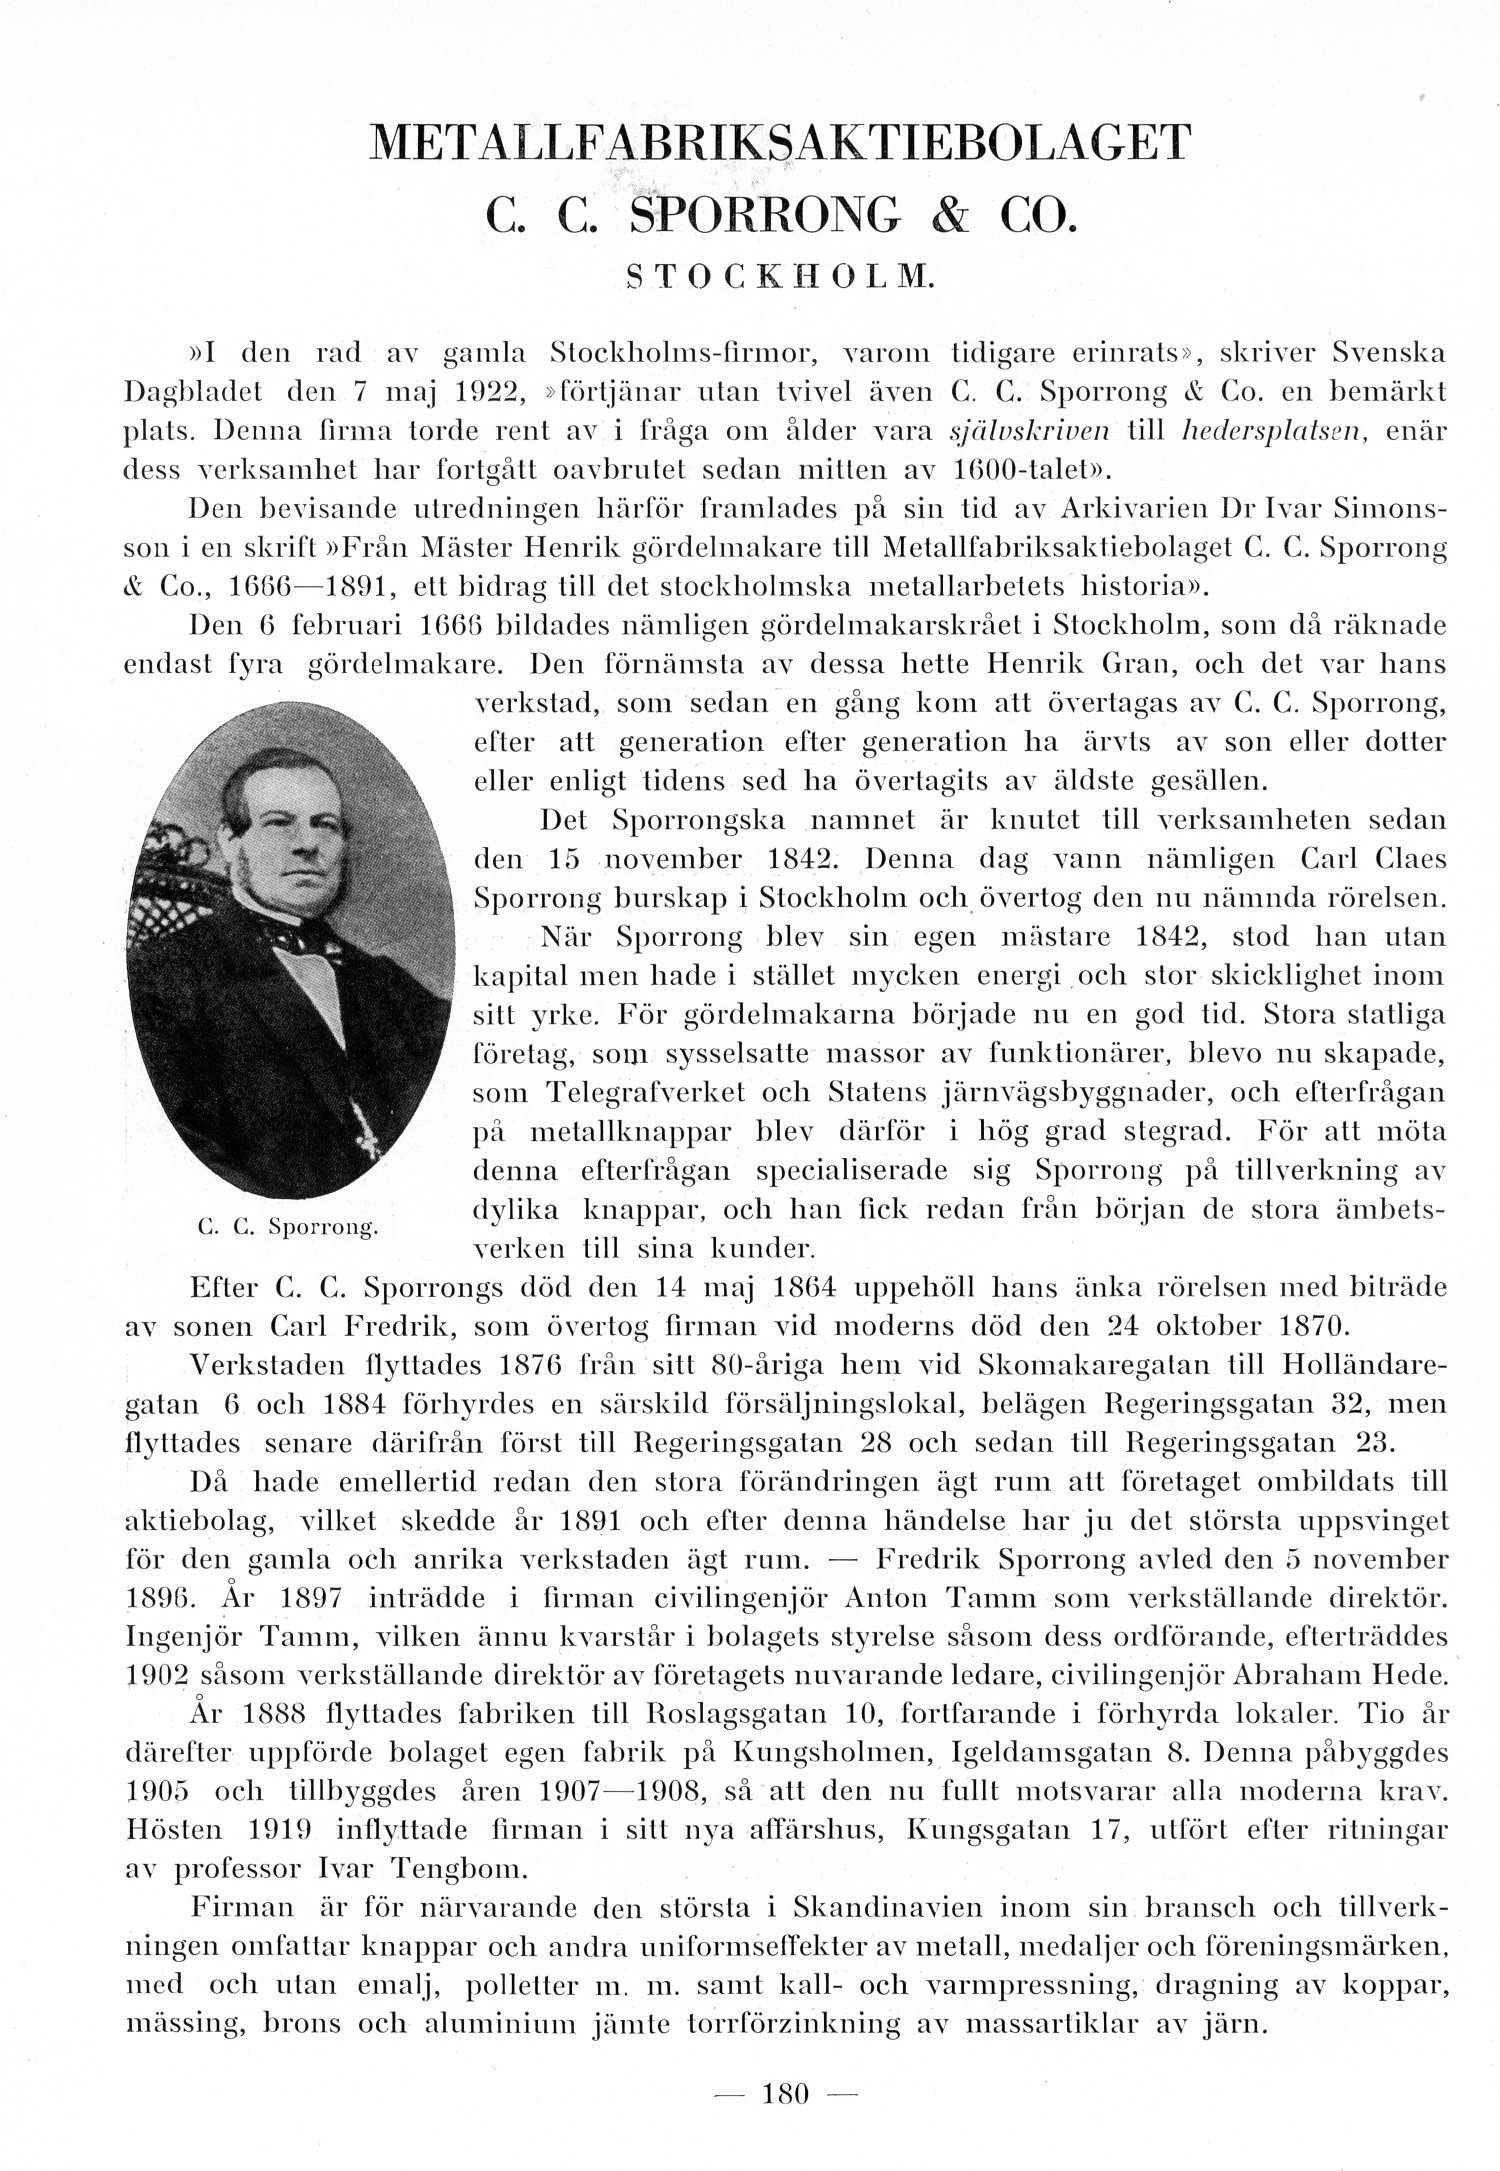 METALLFABRIKSAKTIEBOLAGET
C. C. SPORRONG & CO.
STOCKHOLM.
»I den rad av gamla Stockholms-firmor, varom tidigare erinrats», skriver Svenska
Dagbladet den 7 maj 1922, »förtjänar utan tvivel även C. C. Sporrong & Co. en bemärkt
plats. Denna firma torde rent av i fråga om ålder vara självskriven till hedersplatsen, enär
dess verksamhet har fortgått oavbrutet sedan mitten av 1600-talet».
Den bevisande utredningen härför framlades på sin tid av Arkivarien Dr Ivar Simons-
son i en skrift »Från Mäster Henrik gördelmakare till Metallfabriksaktiebolaget C. C. Sporrong
& Co., 1666—1891, ett bidrag till det stockholmska metallarbetets historia».
Den 6 februari 1666 bildades nämligen gördelmakarskrået i Stockholm, som då räknade
endast fyra gördelmakare. Den förnämsta av dessa hette Henrik Gran, och det var hans
verkstad, som sedan en gång kom att övertagas av C. C. Sporrong,
efter att generation efter generation ha ärvts av son eller dotter
eller enligt tidens sed ha övertagits av äldste gesällen.
Det Sporrongska namnet är knutet till verksamheten sedan
den 15 november 1842. Denna dag vann nämligen Carl Claes
Sporrong burskap i Stockholm och övertog den nu nämnda rörelsen.
När Sporrong blev sin egen mästare 1842, stod han utan
kapital men hade i stället mycken energi och stor skicklighet inom
sitt yrke. För gördelmakarna började nu en god tid. Stora statliga
företag, som sysselsatte massor av funktionärer, blevo nu skapade,
som Telegrafverket och Statens järnvägsbyggnader, och efterfrågan
på metallknappar blev därför i hög grad stegrad. För att möta
denna efterfrågan specialiserade sig Sporrong på tillverkning av
dylika knappar, och han fick redan från början de stora ämbets-
verken till sina kunder.
C. C. Sporrong.
Efter C. C. Sporrongs död den 14 maj 1864 uppehöll hans änka rörelsen med biträde
av sonen Carl Fredrik, som övertog firman vid moderns död den 24 oktober 1870.
Verkstaden flyttades 1876 från sitt 80-åriga hem vid Skomakaregatan till Holländare-
gatan 6 och 1884 förhyrdes en särskild försäljningslokal, belägen Regeringsgatan 32, men
flyttades senare därifrån först till Regeringsgatan 28 och sedan till Regeringsgatan 23.
Då hade emellertid redan den stora förändringen ägt rum att företaget ombildats till
aktiebolag, vilket skedde år 1891 och efter denna händelse har ju det största uppsvinget
för den gamla och anrika verkstaden ägt rum. — Fredrik Sporrong avled den 5 november
1896. År 1897 inträdde i firman civilingenjör Anton Tamm som verkställande direktör.
Ingenjör Tamm, vilken ännu kvarstår i bolagets styrelse såsom dess ordförande, efterträddes
1902 såsom verkställande direktör av företagets nuvarande ledare, civilingenjör Abraham Hede.
År 1888 flyttades fabriken till Roslagsgatan 10, fortfarande i förhyrda lokaler. Tio år
därefter uppförde bolaget egen fabrik på Kungsholmen, Igeldamsgatan 8. Denna påbyggdes
1905 och tillbyggdes åren 1907—1908, så att den nu fullt motsvarar alla moderna krav.
Hösten 1919 inflyttade firman i sitt nya affärshus, Kungsgatan 17, utfört efter ritningar
av professor Ivar Tengbom.
Firman är för närvarande den största i Skandinavien inom sin bransch och tillverk-
ningen omfattar knappar och andra uniformseffekter av metall, medaljer och föreningsmärken,
med och utan emalj, polletter m. m. samt kall- och varmpressning, dragning av koppar,
mässing, brons och aluminium jämte torrförzinkning av massartiklar av järn.
— 180 —